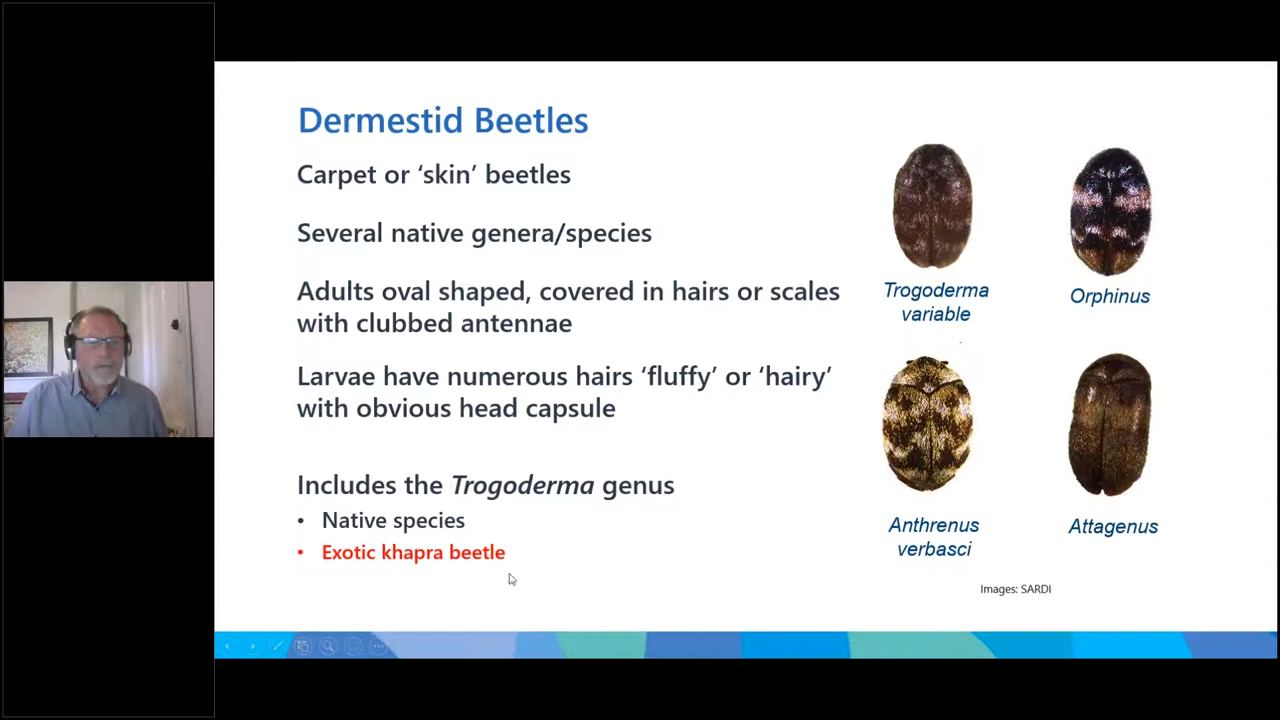 Dermestid Beetles
Carpet or ‘skin’ beetles
Several native genera/species
Adults oval shaped, covered in hairs or scales
with clubbed antennae
Larvae have numerous hairs ‘fluffy’ or ‘hairy’
with obvious head capsule
Includes the Trogoderma genus
• Native species
• Exotic khapra beetle
Trogoderma
variable
Orphinus
Anthrenus
verbasci
Attagenus
Images: SARDI